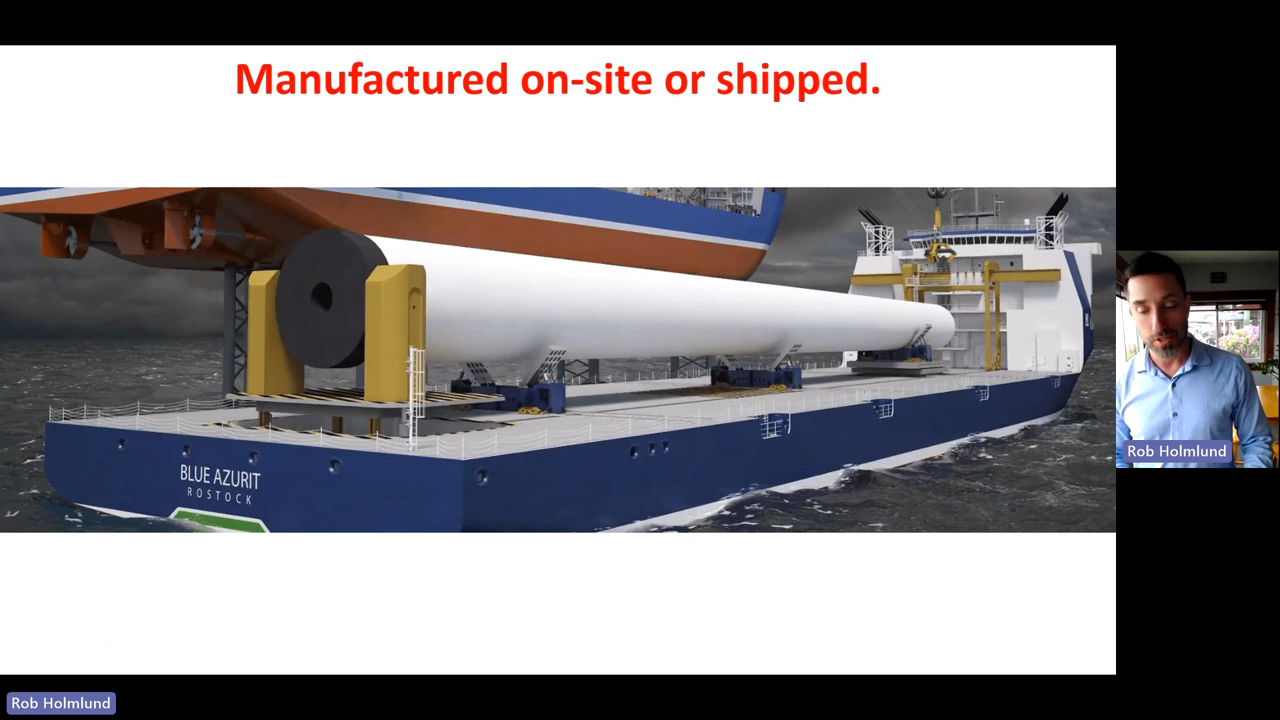 Manufactured on-site or shipped.
BLUE AZURIT
ROSTOCK
Rob Holmlund
Rob Holmlund